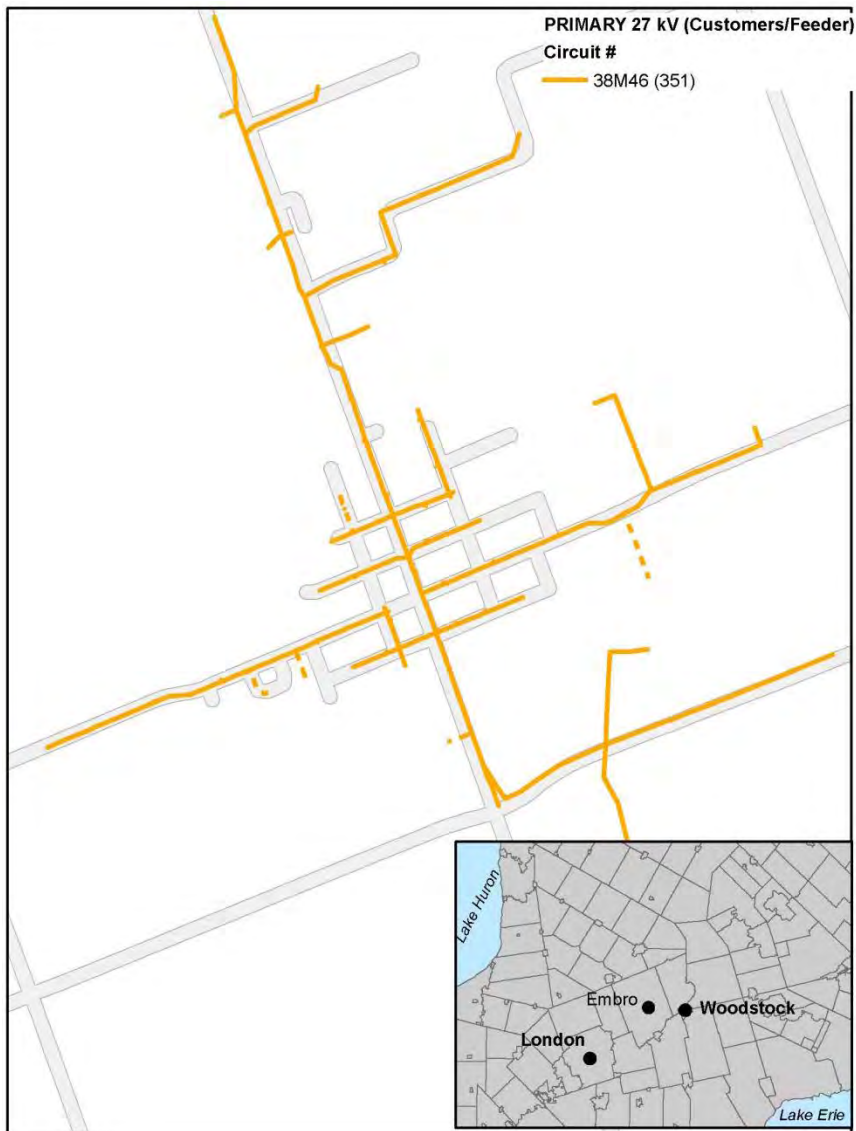 PRIMARY 27 kV (Customers/Feeder)
Circuit #
38M46 (351)
Lake Huron
Embro
Woodstock
London
Lake Erie